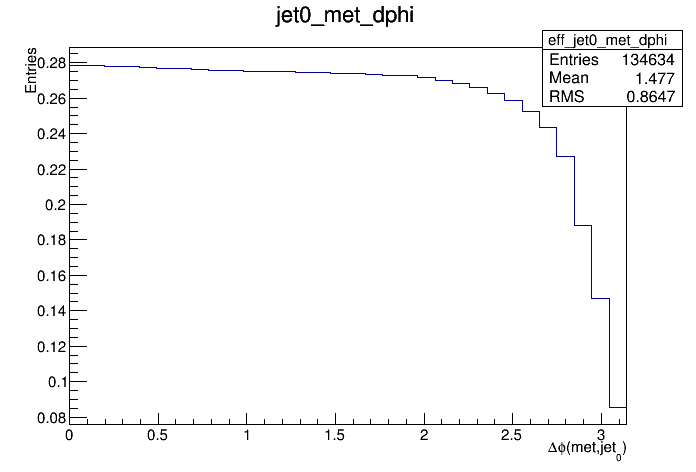 jet0_met_dphi
eff_jet0_met_dphi
Entries 134634
Mean 1.477
RMS 0.8647
Entries
0.28
0.26
0.24
0.22
0.2
0.18
0.16
0.14
0.12
0.1
0.08
0 0.5 1 1.5 2 2.5 3
Δϕ(met,jet₀)